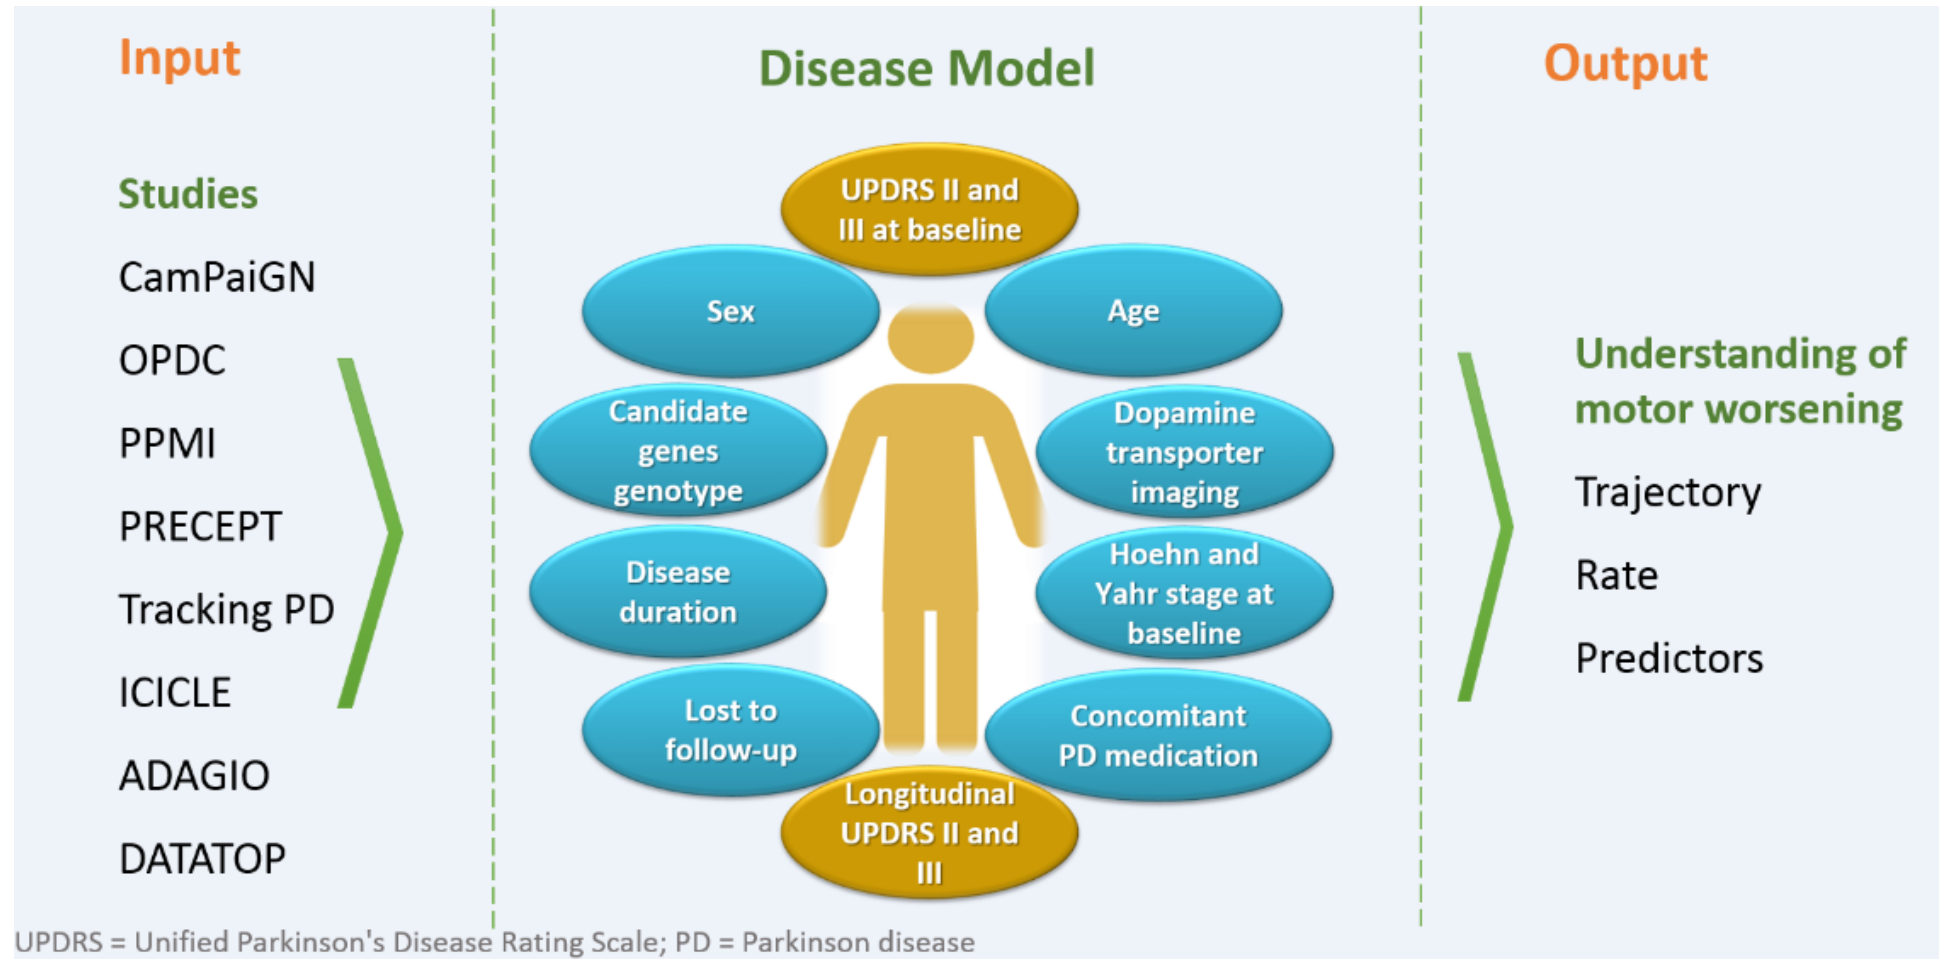 Input
Studies
CamPaiGN
OPDC
PPMI
PRECEPT
Tracking PD
ICICLE
ADAGIO
DATATOP
Disease Model
UPDRS II and
III at baseline
Sex
Age
Candidate
genes
genotype
Dopamine
transporter
imaging
Disease
duration
Hoehn and
Yahr stage at
baseline
Lost to
follow-up
Concomitant
PD medication
Longitudinal
UPDRS II and
III
Output
Understanding of
motor worsening
Trajectory
Rate
Predictors
UPDRS = Unified Parkinson's Disease Rating Scale; PD = Parkinson disease